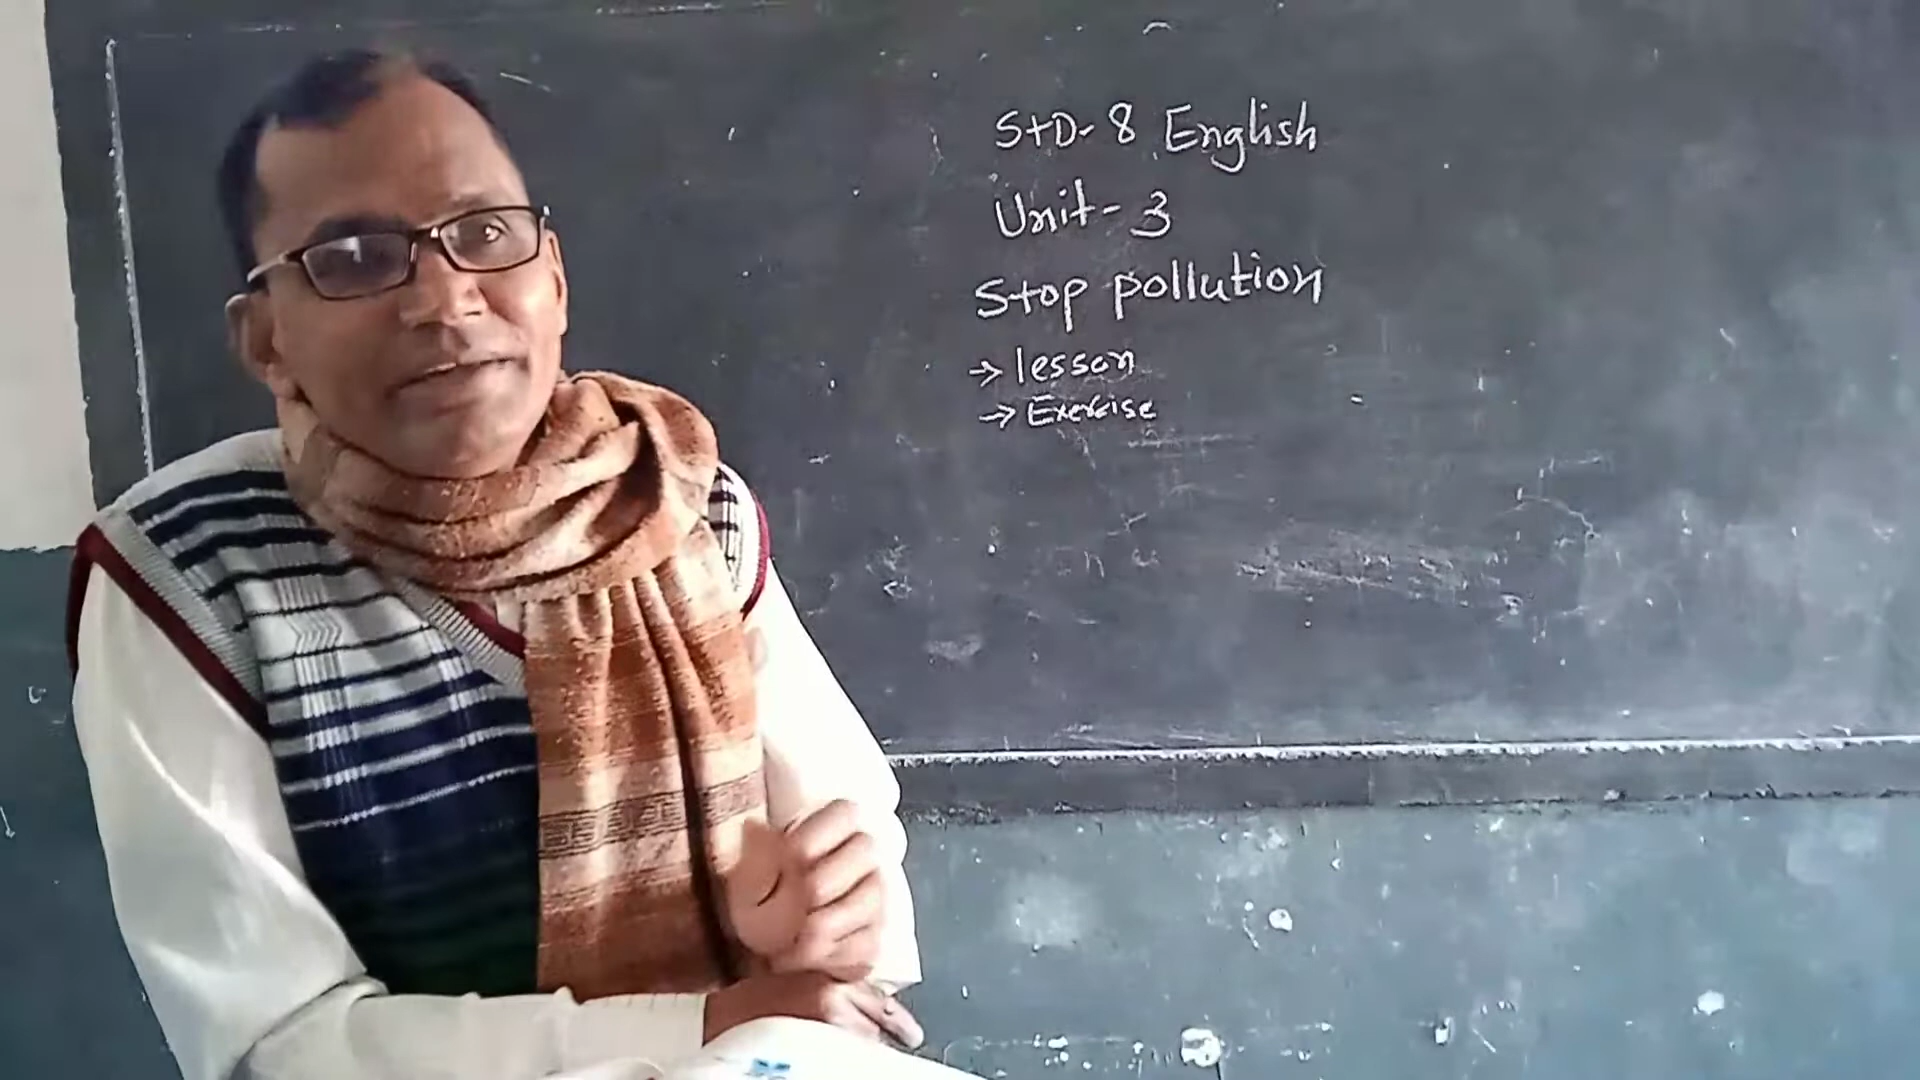 STD-8 English
Unit-3
Stop pollution
→ lesson
→ Exercise